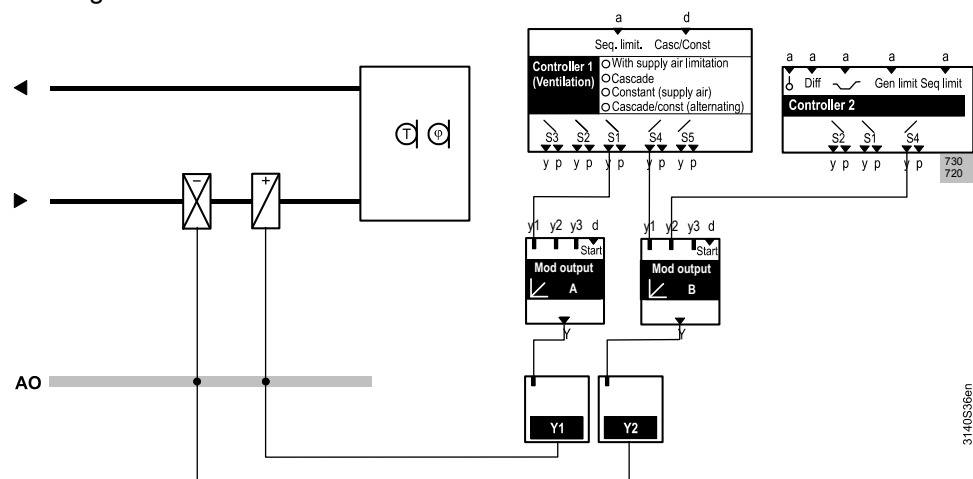 a d
Seq. limit. Casc/Const
Controller 1
(Ventilation)
With supply air limitation
Cascade
Constant (supply air)
Cascade/const (alternating)
S3 S2 S1 S4 S5
y p y p y p y p y p
a a a a a
Diff Gen limit Seq limit
Controller 2
S2 S1 S4
y p y p y p
730
720
T φ
− +
y1 y2 y3 d
Start
Mod output
A
Y
y1 y2 y3 d
Start
Mod output
B
Y
AO
Y1 Y2
3140S36en